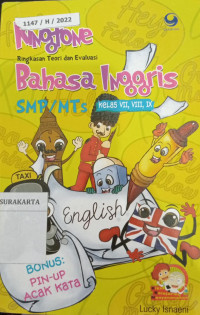 1147 / H / 2022
Ringkasan Teori dan Evaluasi
Bahasa Inggris
SMP/MTs
KELAS VII, VIII, IX
TAXI
SURAKARTA
English
BONUS:
PIN-UP
ACAK KATA
Lucky Isnaeni